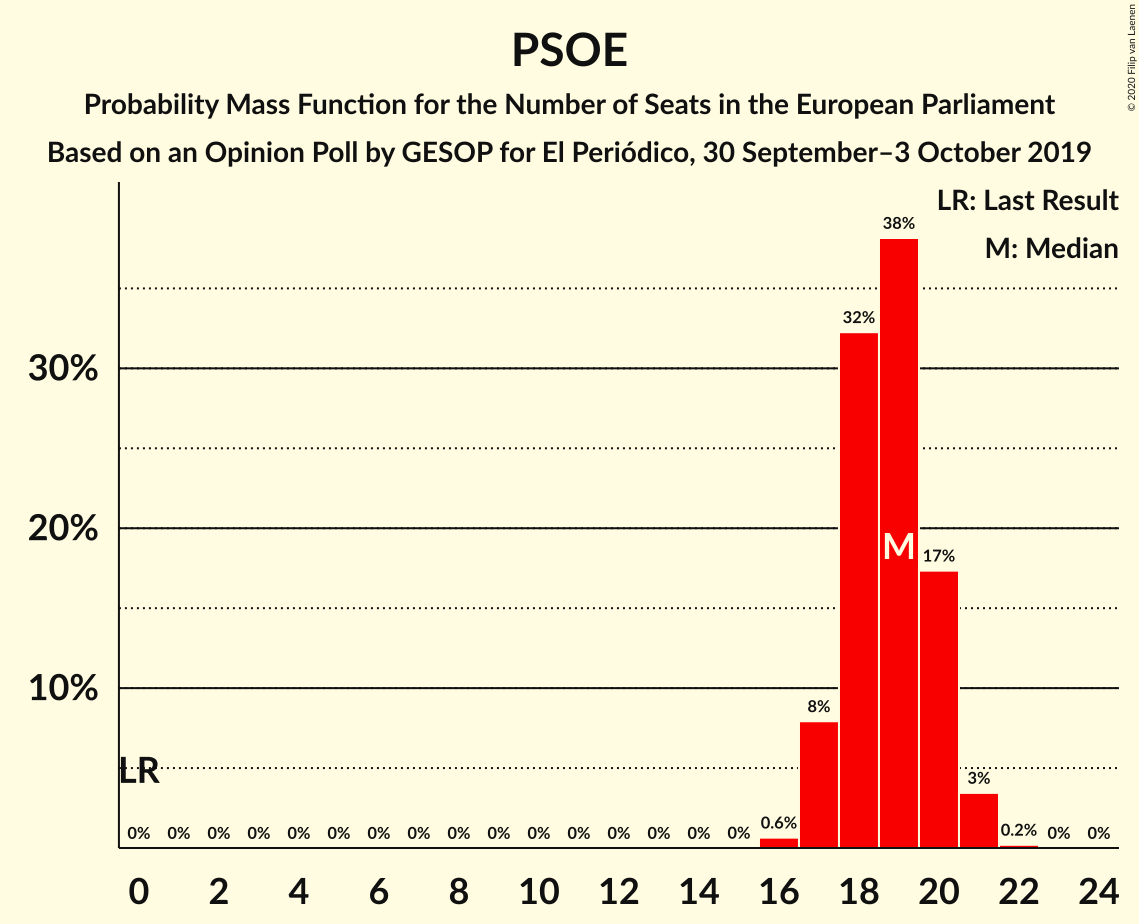 PSOE
Probability Mass Function for the Number of Seats in the European Parliament
Based on an Opinion Poll by GESOP for El Periódico, 30 September–3 October 2019
© 2020 Filip van Laenen
LR: Last Result
M: Median
38%
32%
30%
20%
M
17%
10%
8%
LR
3%
0% 0% 0% 0% 0% 0% 0% 0% 0% 0% 0% 0% 0% 0% 0% 0% 0.6% 0.2% 0% 0%
0 2 4 6 8 10 12 14 16 18 20 22 24